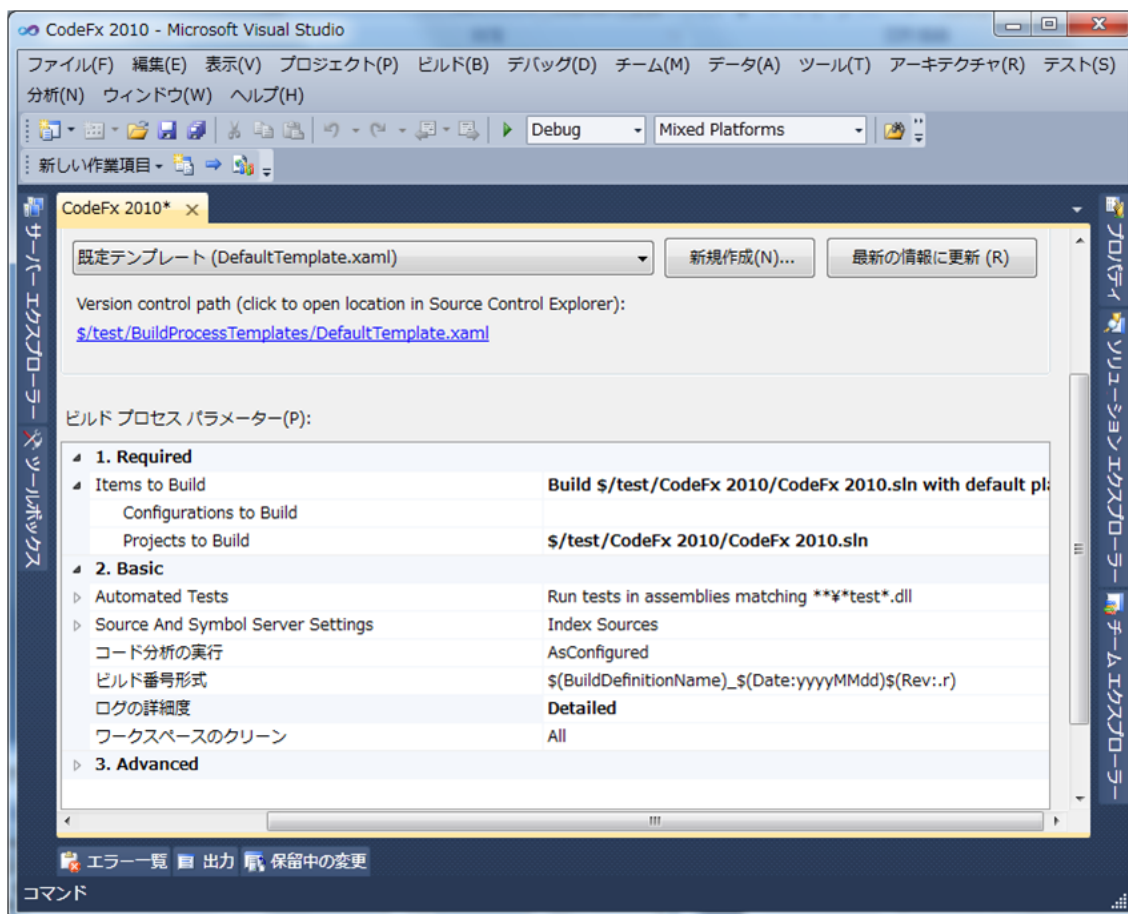 CodeFx 2010 - Microsoft Visual Studio
ファイル(F) 編集(E) 表示(V) プロジェクト(P) ビルド(B) デバッグ(D) チーム(M) データ(A) ツール(T) アーキテクチャ(R) テスト(S)
分析(N) ウィンドウ(W) ヘルプ(H)
Debug Mixed Platforms
新しい作業項目
CodeFx 2010*
サーバー エクスプローラー
ツールボックス
既定テンプレート (DefaultTemplate.xaml) 新規作成(N)... 最新の情報に更新 (R)
Version control path (click to open location in Source Control Explorer):
$/test/BuildProcessTemplates/DefaultTemplate.xaml
ビルド プロセス パラメーター(P):
1. Required
Items to Build Build $/test/CodeFx 2010/CodeFx 2010.sln with default pla
Configurations to Build
Projects to Build $/test/CodeFx 2010/CodeFx 2010.sln
2. Basic
Automated Tests Run tests in assemblies matching **¥*test*.dll
Source And Symbol Server Settings Index Sources
コード分析の実行 AsConfigured
ビルド番号形式 $(BuildDefinitionName)_$(Date:yyyyMMdd)$(Rev:.r)
ログの詳細度 Detailed
ワークスペースのクリーン All
3. Advanced
プロパティ
ソリューション エクスプローラー
チーム エクスプローラー
エラー一覧 出力 保留中の変更
コマンド